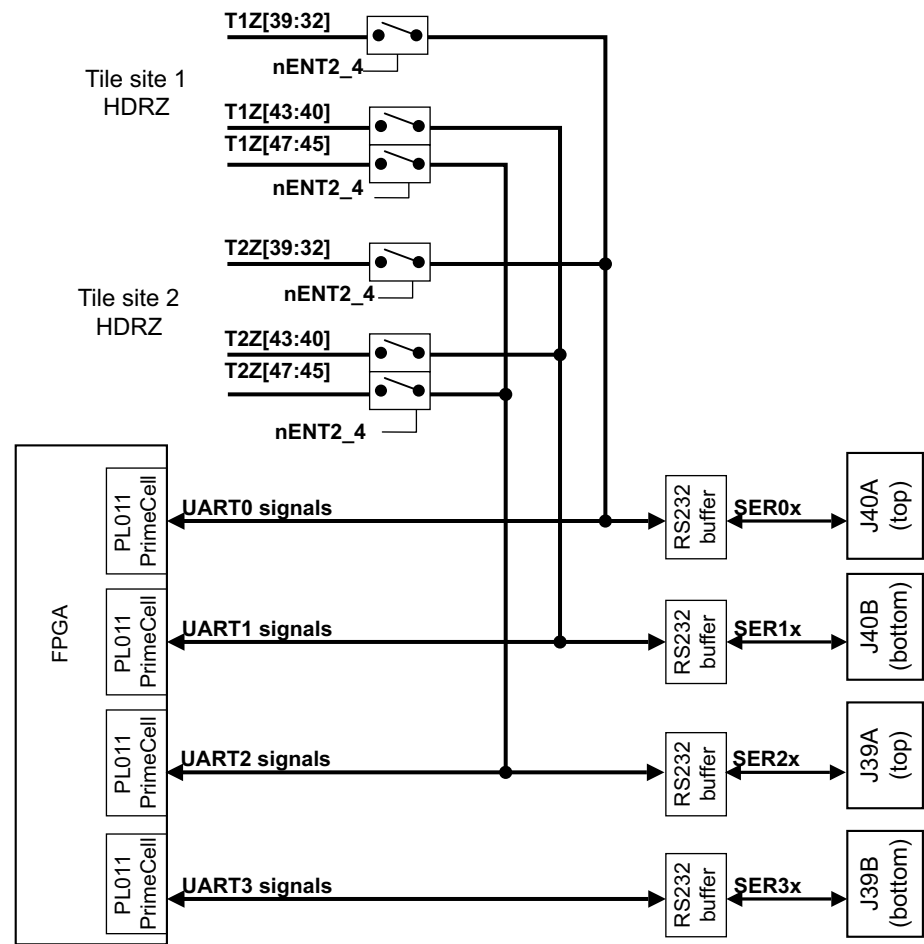 T1Z[39:32]
nENT2_4
Tile site 1
HDRZ
T1Z[43:40]
T1Z[47:45]
nENT2_4
T2Z[39:32]
nENT2_4
Tile site 2
HDRZ
T2Z[43:40]
T2Z[47:45]
nENT2_4
FPGA
PL011
PrimeCell
UART0 signals
RS232
buffer
SER0x
J40A
(top)
PL011
PrimeCell
UART1 signals
RS232
buffer
SER1x
J40B
(bottom)
PL011
PrimeCell
UART2 signals
RS232
buffer
SER2x
J39A
(top)
PL011
PrimeCell
UART3 signals
RS232
buffer
SER3x
J39B
(bottom)